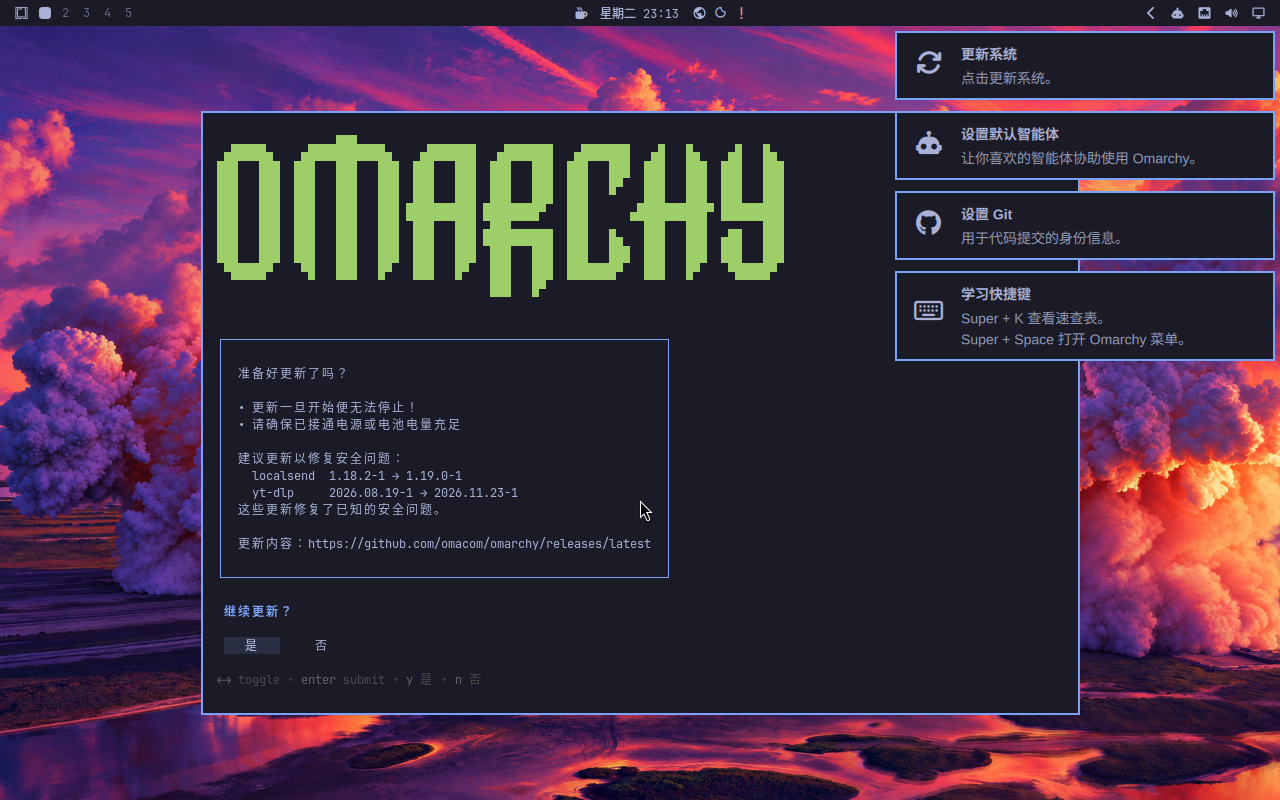 2 3 4 5
星期二 23:13
更新系统
点击更新系统。
设置默认智能体
让你喜欢的智能体协助使用 Omarchy。
设置 Git
用于代码提交的身份信息。
学习快捷键
Super + K 查看速查表。
Super + Space 打开 Omarchy 菜单。
OMARCHY
准备好更新了吗？
• 更新一旦开始便无法停止！
• 请确保已接通电源或电池电量充足
建议更新以修复安全问题：
localsend 1.18.2-1 → 1.19.0-1
yt-dlp 2026.08.19-1 → 2026.11.23-1
这些更新修复了已知的安全问题。
更新内容：https://github.com/omacom/omarchy/releases/latest
继续更新？
是 否
↔ toggle • enter submit • y 是 • n 否